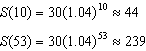 S(10) = 30(1.04)^10 ≈ 44
S(53) = 30(1.04)^53 ≈ 239